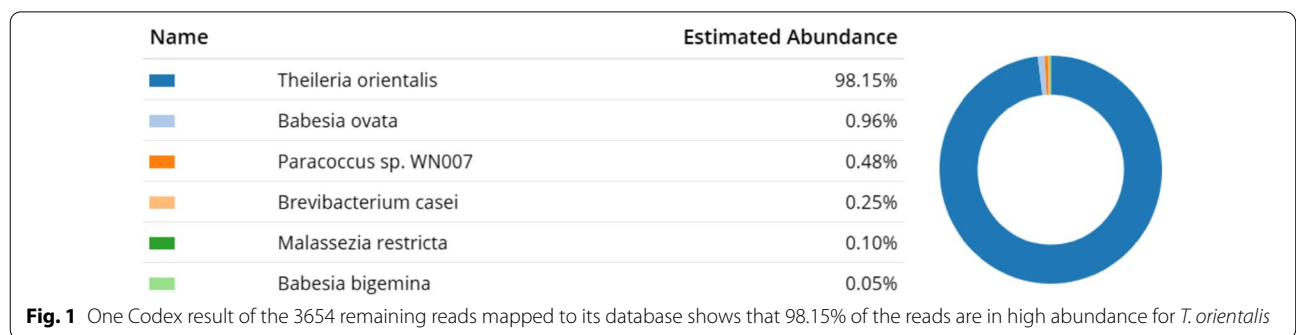 Name Estimated Abundance
Theileria orientalis 98.15%
Babesia ovata 0.96%
Paracoccus sp. WN007 0.48%
Brevibacterium casei 0.25%
Malassezia restricta 0.10%
Babesia bigemina 0.05%
Fig. 1 One Codex result of the 3654 remaining reads mapped to its database shows that 98.15% of the reads are in high abundance for T. orientalis